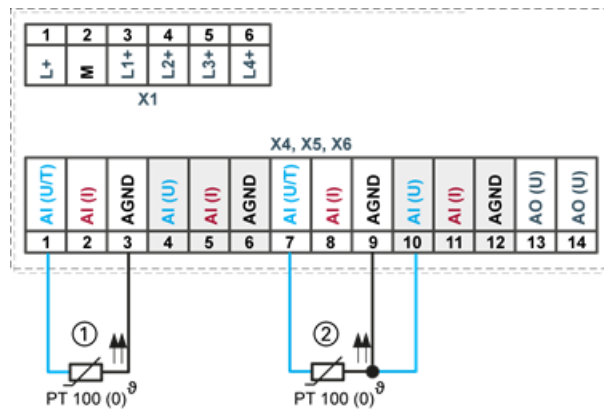 1 2 3 4 5 6
L+ M L1+ L2+ L3+ L4+
X1
X4, X5, X6
AI (U/T) AI (I) AGND AI (U) AI (I) AGND AI (U/T) AI (I) AGND AI (U) AI (I) AGND AO (U) AO (U)
1 2 3 4 5 6 7 8 9 10 11 12 13 14
① ②
PT 100 (0) ϑ PT 100 (0) ϑ